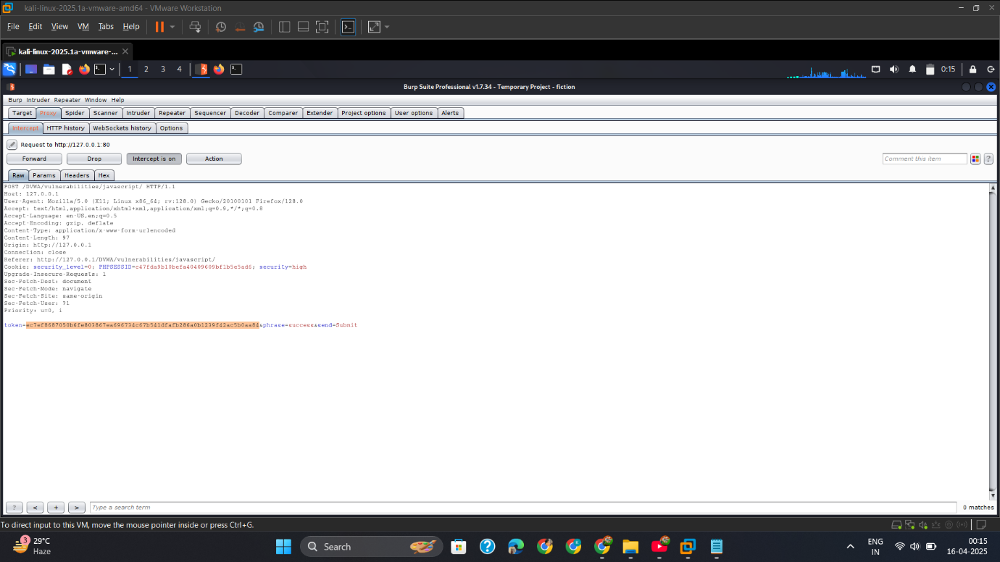 kali-linux-2025.1a-vmware-amd64 - VMware Workstation
File Edit View VM Tabs Help
kali-linux-2025.1a-vmware-...
1 2 3 4 0:15
Burp Suite Professional v1.7.34 - Temporary Project - fiction
Burp Intruder Repeater Window Help
Target Proxy Spider Scanner Intruder Repeater Sequencer Decoder Comparer Extender Project options User options Alerts
Intercept HTTP history WebSockets history Options
Request to http://127.0.0.1:80
Forward Drop Intercept is on Action Comment this item ?
Raw Params Headers Hex
POST /DVWA/vulnerabilities/javascript/ HTTP/1.1
Host: 127.0.0.1
User-Agent: Mozilla/5.0 (X11; Linux x86_64; rv:128.0) Gecko/20100101 Firefox/128.0
Accept: text/html,application/xhtml+xml,application/xml;q=0.9,*/*;q=0.8
Accept-Language: en-US,en;q=0.5
Accept-Encoding: gzip, deflate
Content-Type: application/x-www-form-urlencoded
Content-Length: 97
Origin: http://127.0.0.1
Connection: close
Referer: http://127.0.0.1/DVWA/vulnerabilities/javascript/
Cookie: security_level=0; PHPSESSID=c47fda9b10befa40409609bf1b5e5ad6; security=high
Upgrade-Insecure-Requests: 1
Sec-Fetch-Dest: document
Sec-Fetch-Mode: navigate
Sec-Fetch-Site: same-origin
Sec-Fetch-User: ?1
Priority: u=0, i
token=ec7ef8687050b6fe803867ea696734c67b541dfafb286a0b1239f42ac5b0aa84&phrase=success&send=Submit
? < + > Type a search term 0 matches
To direct input to this VM, move the mouse pointer inside or press Ctrl+G.
3 29°C
Haze
Search
ENG
IN
00:15
16-04-2025